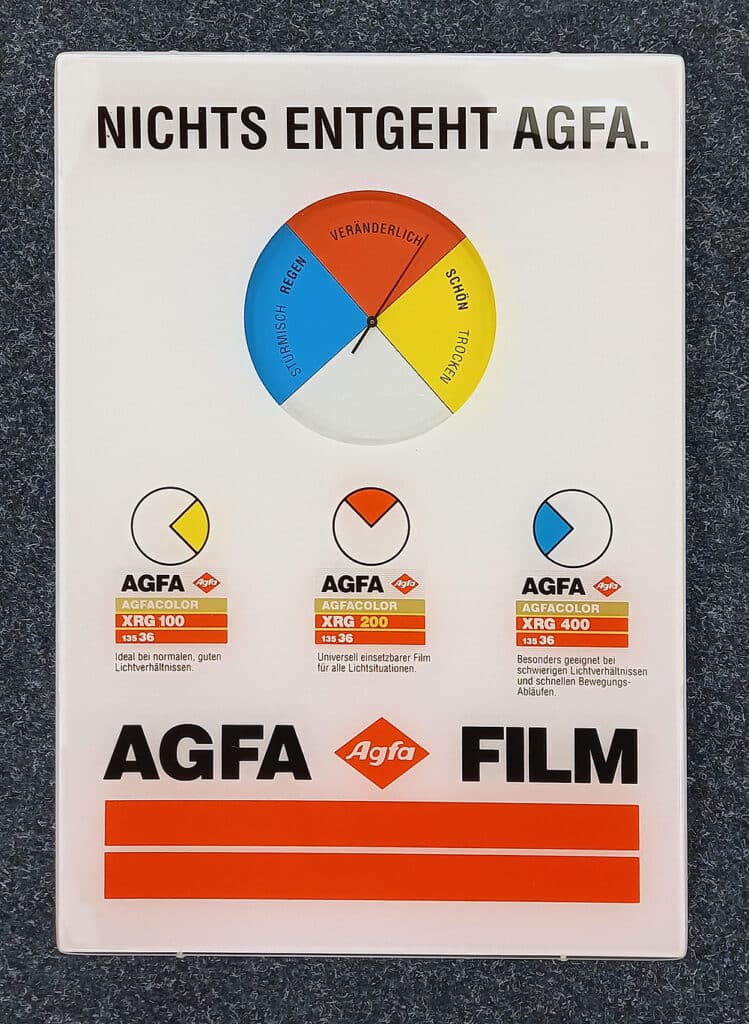 NICHTS ENTGEHT AGFA.
STÜRMISCH REGEN
VERÄNDERLICH
SCHÖN TROCKEN
AGFA Agfa
AGFACOLOR
XRG 100
135 36
Ideal bei normalen, guten
Lichtverhältnissen.
AGFA Agfa
AGFACOLOR
XRG 200
135 36
Universell einsetzbarer Film
für alle Lichtsituationen.
AGFA Agfa
AGFACOLOR
XRG 400
135 36
Besonders geeignet bei
schwierigen Lichtverhältnissen
und schnellen Bewegungs-
Abläufen.
AGFA Agfa FILM